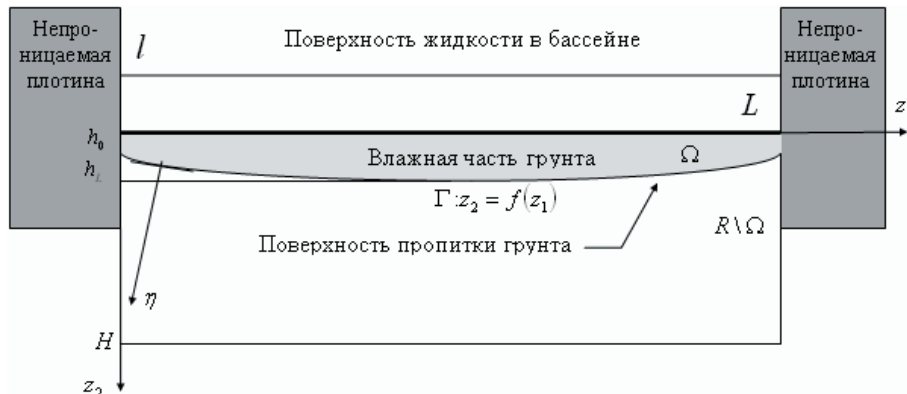 Непро-
ницаемая
плотина
l
Поверхность жидкости в бассейне
Непро-
ницаемая
плотина
L
z
h₀
Влажная часть грунта
Ω
h_L
Γ:z₂ = f(z₁)
Поверхность пропитки грунта
R\Ω
η
H
z₂